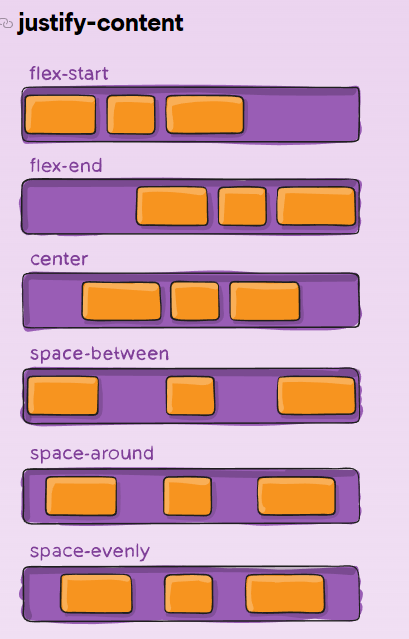 justify-content
flex-start
flex-end
center
space-between
space-around
space-evenly